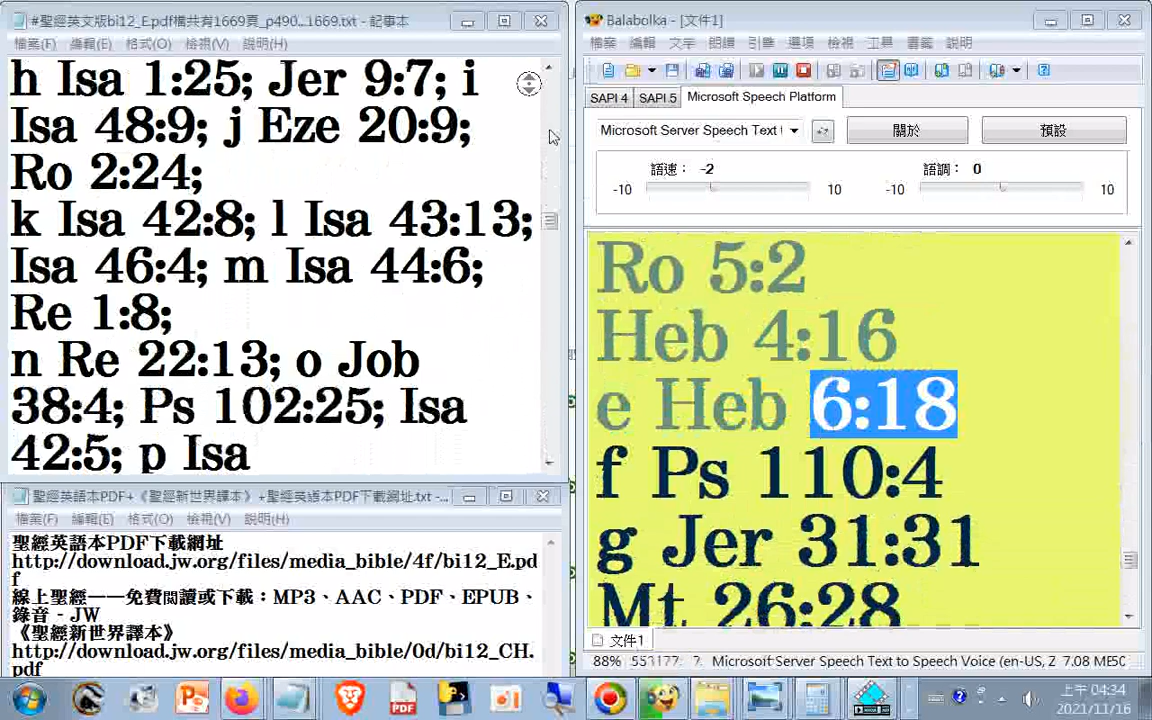 #聖經英文版bi12_E.pdf橫共有1669頁_p490...1669.txt - 記事本
檔案(F) 編輯(E) 格式(O) 檢視(V) 說明(H)
h Isa 1:25; Jer 9:7; i
Isa 48:9; j Eze 20:9;
Ro 2:24;
k Isa 42:8; l Isa 43:13;
Isa 46:4; m Isa 44:6;
Re 1:8;
n Re 22:13; o Job
38:4; Ps 102:25; Isa
42:5; p Isa
聖經英語本PDF+《聖經新世界譯本》+聖經英語本PDF下載網址.txt -...
檔案(F) 編輯(E) 格式(O) 檢視(V) 說明(H)
聖經英語本PDF下載網址
http://download.jw.org/files/media_bible/4f/bi12_E.pd
f
線上聖經——免費閱讀或下載：MP3、AAC、PDF、EPUB、
錄音 - JW
《聖經新世界譯本》
http://download.jw.org/files/media_bible/0d/bi12_CH.
pdf
Balabolka - [文件1]
檔案 編輯 文字 朗讀 引擎 選項 檢視 工具 書籤 說明
SAPI 4 SAPI 5 Microsoft Speech Platform
Microsoft Server Speech Text 關於 預設
語速： -2 語調： 0
-10 10 -10 10
Ro 5:2
Heb 4:16
e Heb 6:18
f Ps 110:4
g Jer 31:31
Mt 26:28
文件1
88% Microsoft Server Speech Text to Speech Voice (en-US, Z 7.08 ME
上午 04:34
2021/11/16